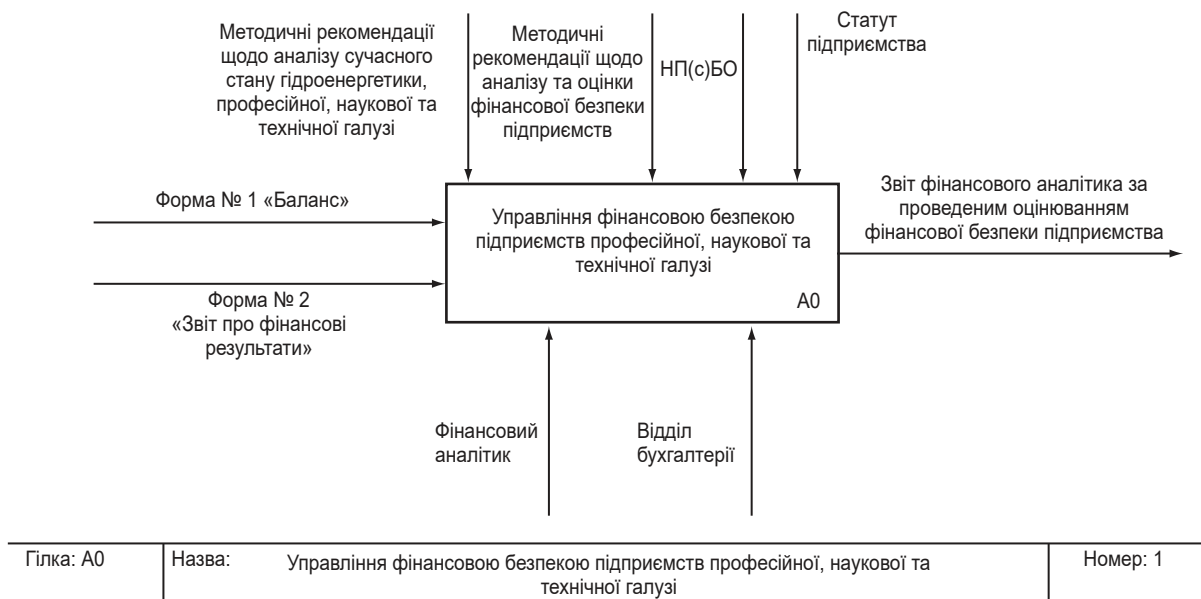 Методичні рекомендації
щодо аналізу сучасного
стану гідроенергетики,
професійної, наукової та
технічної галузі
Методичні
рекомендації щодо
аналізу та оцінки
фінансової безпеки
підприємств
НП(с)БО
Статут
підприємства
Форма № 1 «Баланс»
Форма № 2
«Звіт про фінансові
результати»
Управління фінансовою безпекою
підприємств професійної, наукової та
технічної галузі
А0
Звіт фінансового аналітика за
проведеним оцінюванням
фінансової безпеки підприємства
Фінансовий
аналітик
Відділ
бухгалтерії
Гілка: А0
Назва:
Управління фінансовою безпекою підприємств професійної, наукової та
технічної галузі
Номер: 1